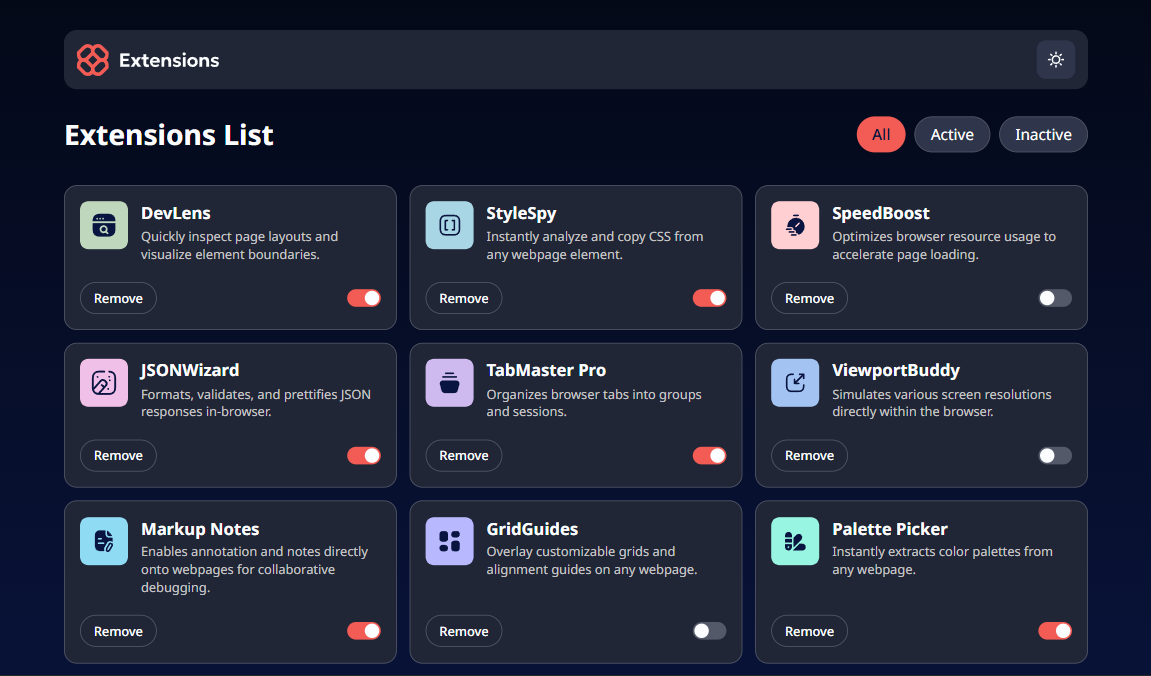 Extensions
Extensions List
All
Active
Inactive
DevLens
Quickly inspect page layouts and
visualize element boundaries.
Remove
StyleSpy
Instantly analyze and copy CSS from
any webpage element.
Remove
SpeedBoost
Optimizes browser resource usage to
accelerate page loading.
Remove
JSONWizard
Formats, validates, and prettifies JSON
responses in-browser.
Remove
TabMaster Pro
Organizes browser tabs into groups
and sessions.
Remove
ViewportBuddy
Simulates various screen resolutions
directly within the browser.
Remove
Markup Notes
Enables annotation and notes directly
onto webpages for collaborative
debugging.
Remove
GridGuides
Overlay customizable grids and
alignment guides on any webpage.
Remove
Palette Picker
Instantly extracts color palettes from
any webpage.
Remove